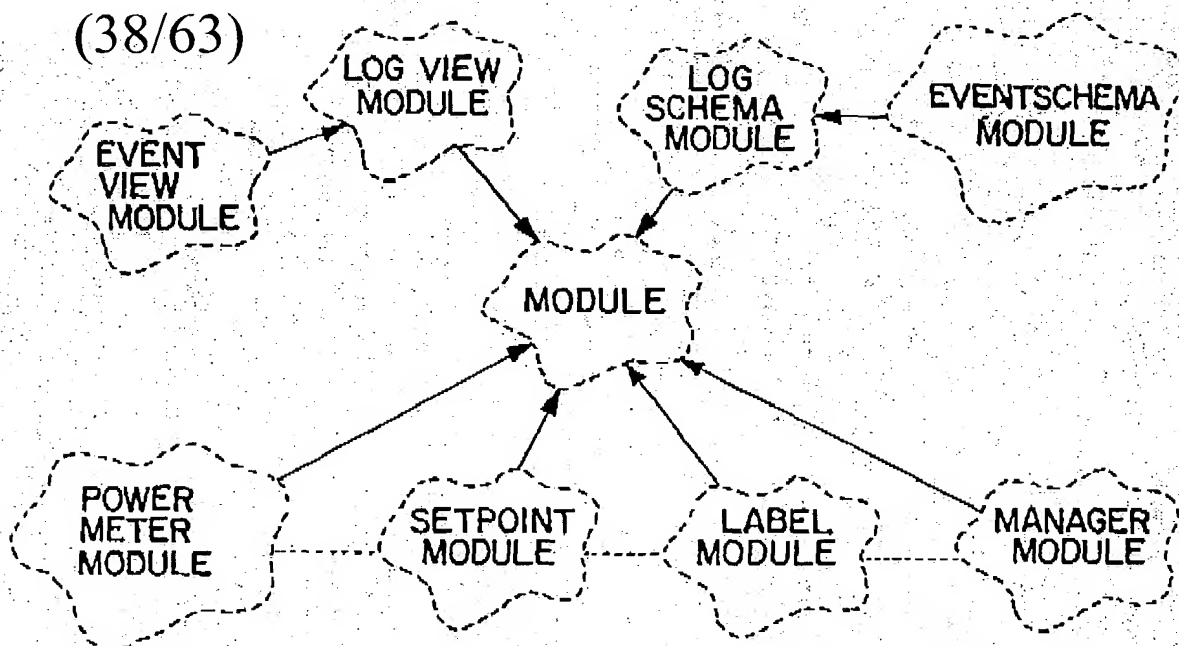 (38/63)
LOG VIEW
MODULE
LOG
SCHEMA
MODULE
EVENTSCHEMA
MODULE
EVENT
VIEW
MODULE
MODULE
POWER
METER
MODULE
SETPOINT
MODULE
LABEL
MODULE
MANAGER
MODULE